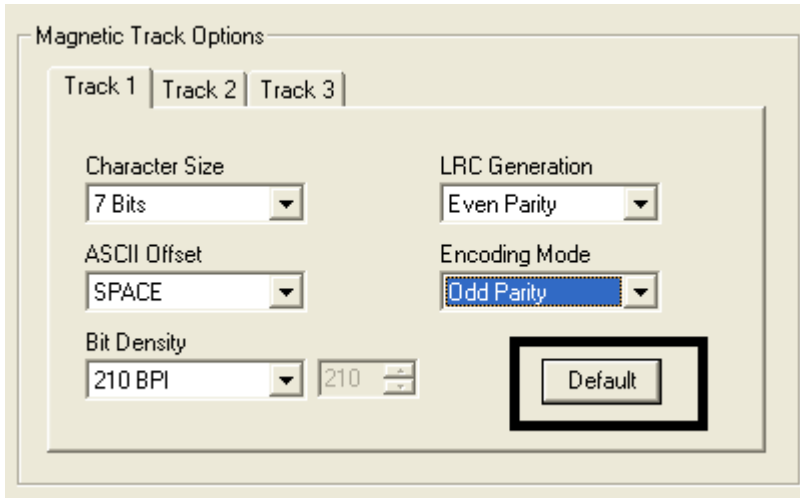 Magnetic Track Options
Track 1 Track 2 Track 3
Character Size
7 Bits
LRC Generation
Even Parity
ASCII Offset
SPACE
Encoding Mode
Odd Parity
Bit Density
210 BPI
210
Default